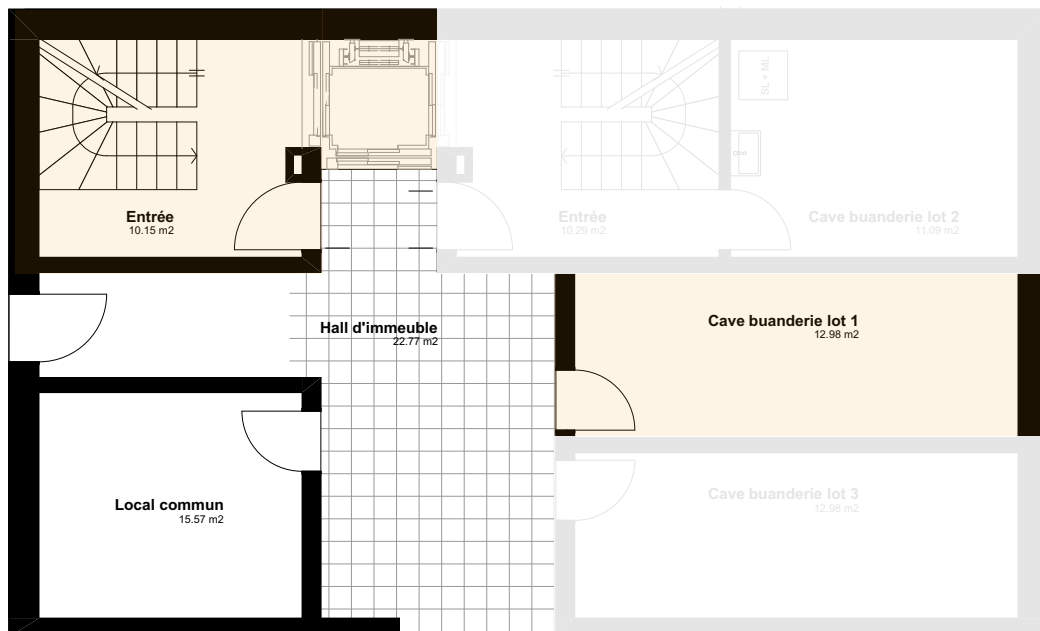 SL + ML
Entrée
10.15 m2
Entrée
10.29 m2
Cave buanderie lot 2
11.09 m2
Hall d'immeuble
22.77 m2
Cave buanderie lot 1
12.98 m2
Local commun
15.57 m2
Cave buanderie lot 3
12.98 m2